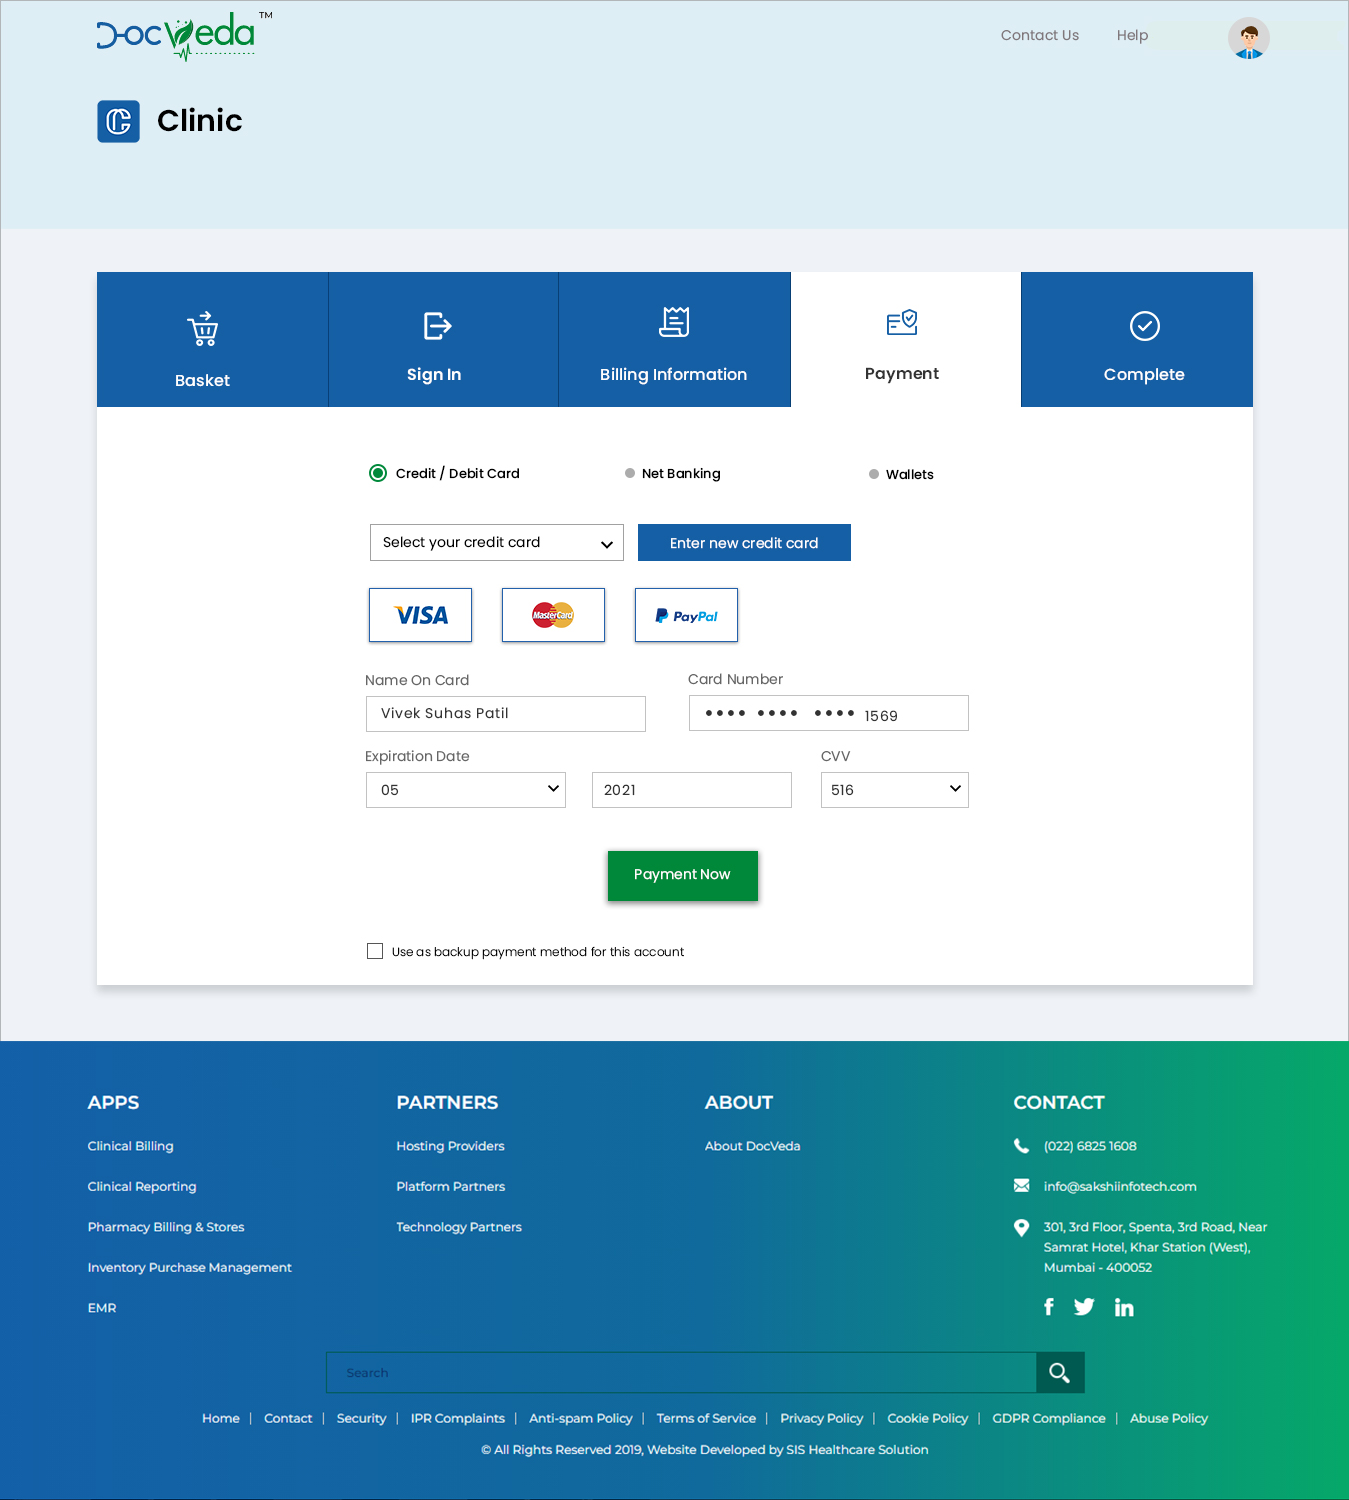 DocVeda™
Contact Us
Help
Clinic
Basket
Sign In
Billing Information
Payment
Complete
Credit / Debit Card
Net Banking
Wallets
Select your credit card
Enter new credit card
VISA
MasterCard
PayPal
Name On Card
Card Number
Vivek Suhas Patil
•••• •••• •••• 1569
Expiration Date
CVV
05
2021
516
Payment Now
Use as backup payment method for this account
APPS
Clinical Billing
Clinical Reporting
Pharmacy Billing & Stores
Inventory Purchase Management
EMR
PARTNERS
Hosting Providers
Platform Partners
Technology Partners
ABOUT
About DocVeda
CONTACT
(022) 6825 1608
info@sakshiinfotech.com
301, 3rd Floor, Spenta, 3rd Road, Near
Samrat Hotel, Khar Station (West),
Mumbai - 400052
Search
Home | Contact | Security | IPR Complaints | Anti-spam Policy | Terms of Service | Privacy Policy | Cookie Policy | GDPR Compliance | Abuse Policy
© All Rights Reserved 2019, Website Developed by SIS Healthcare Solution